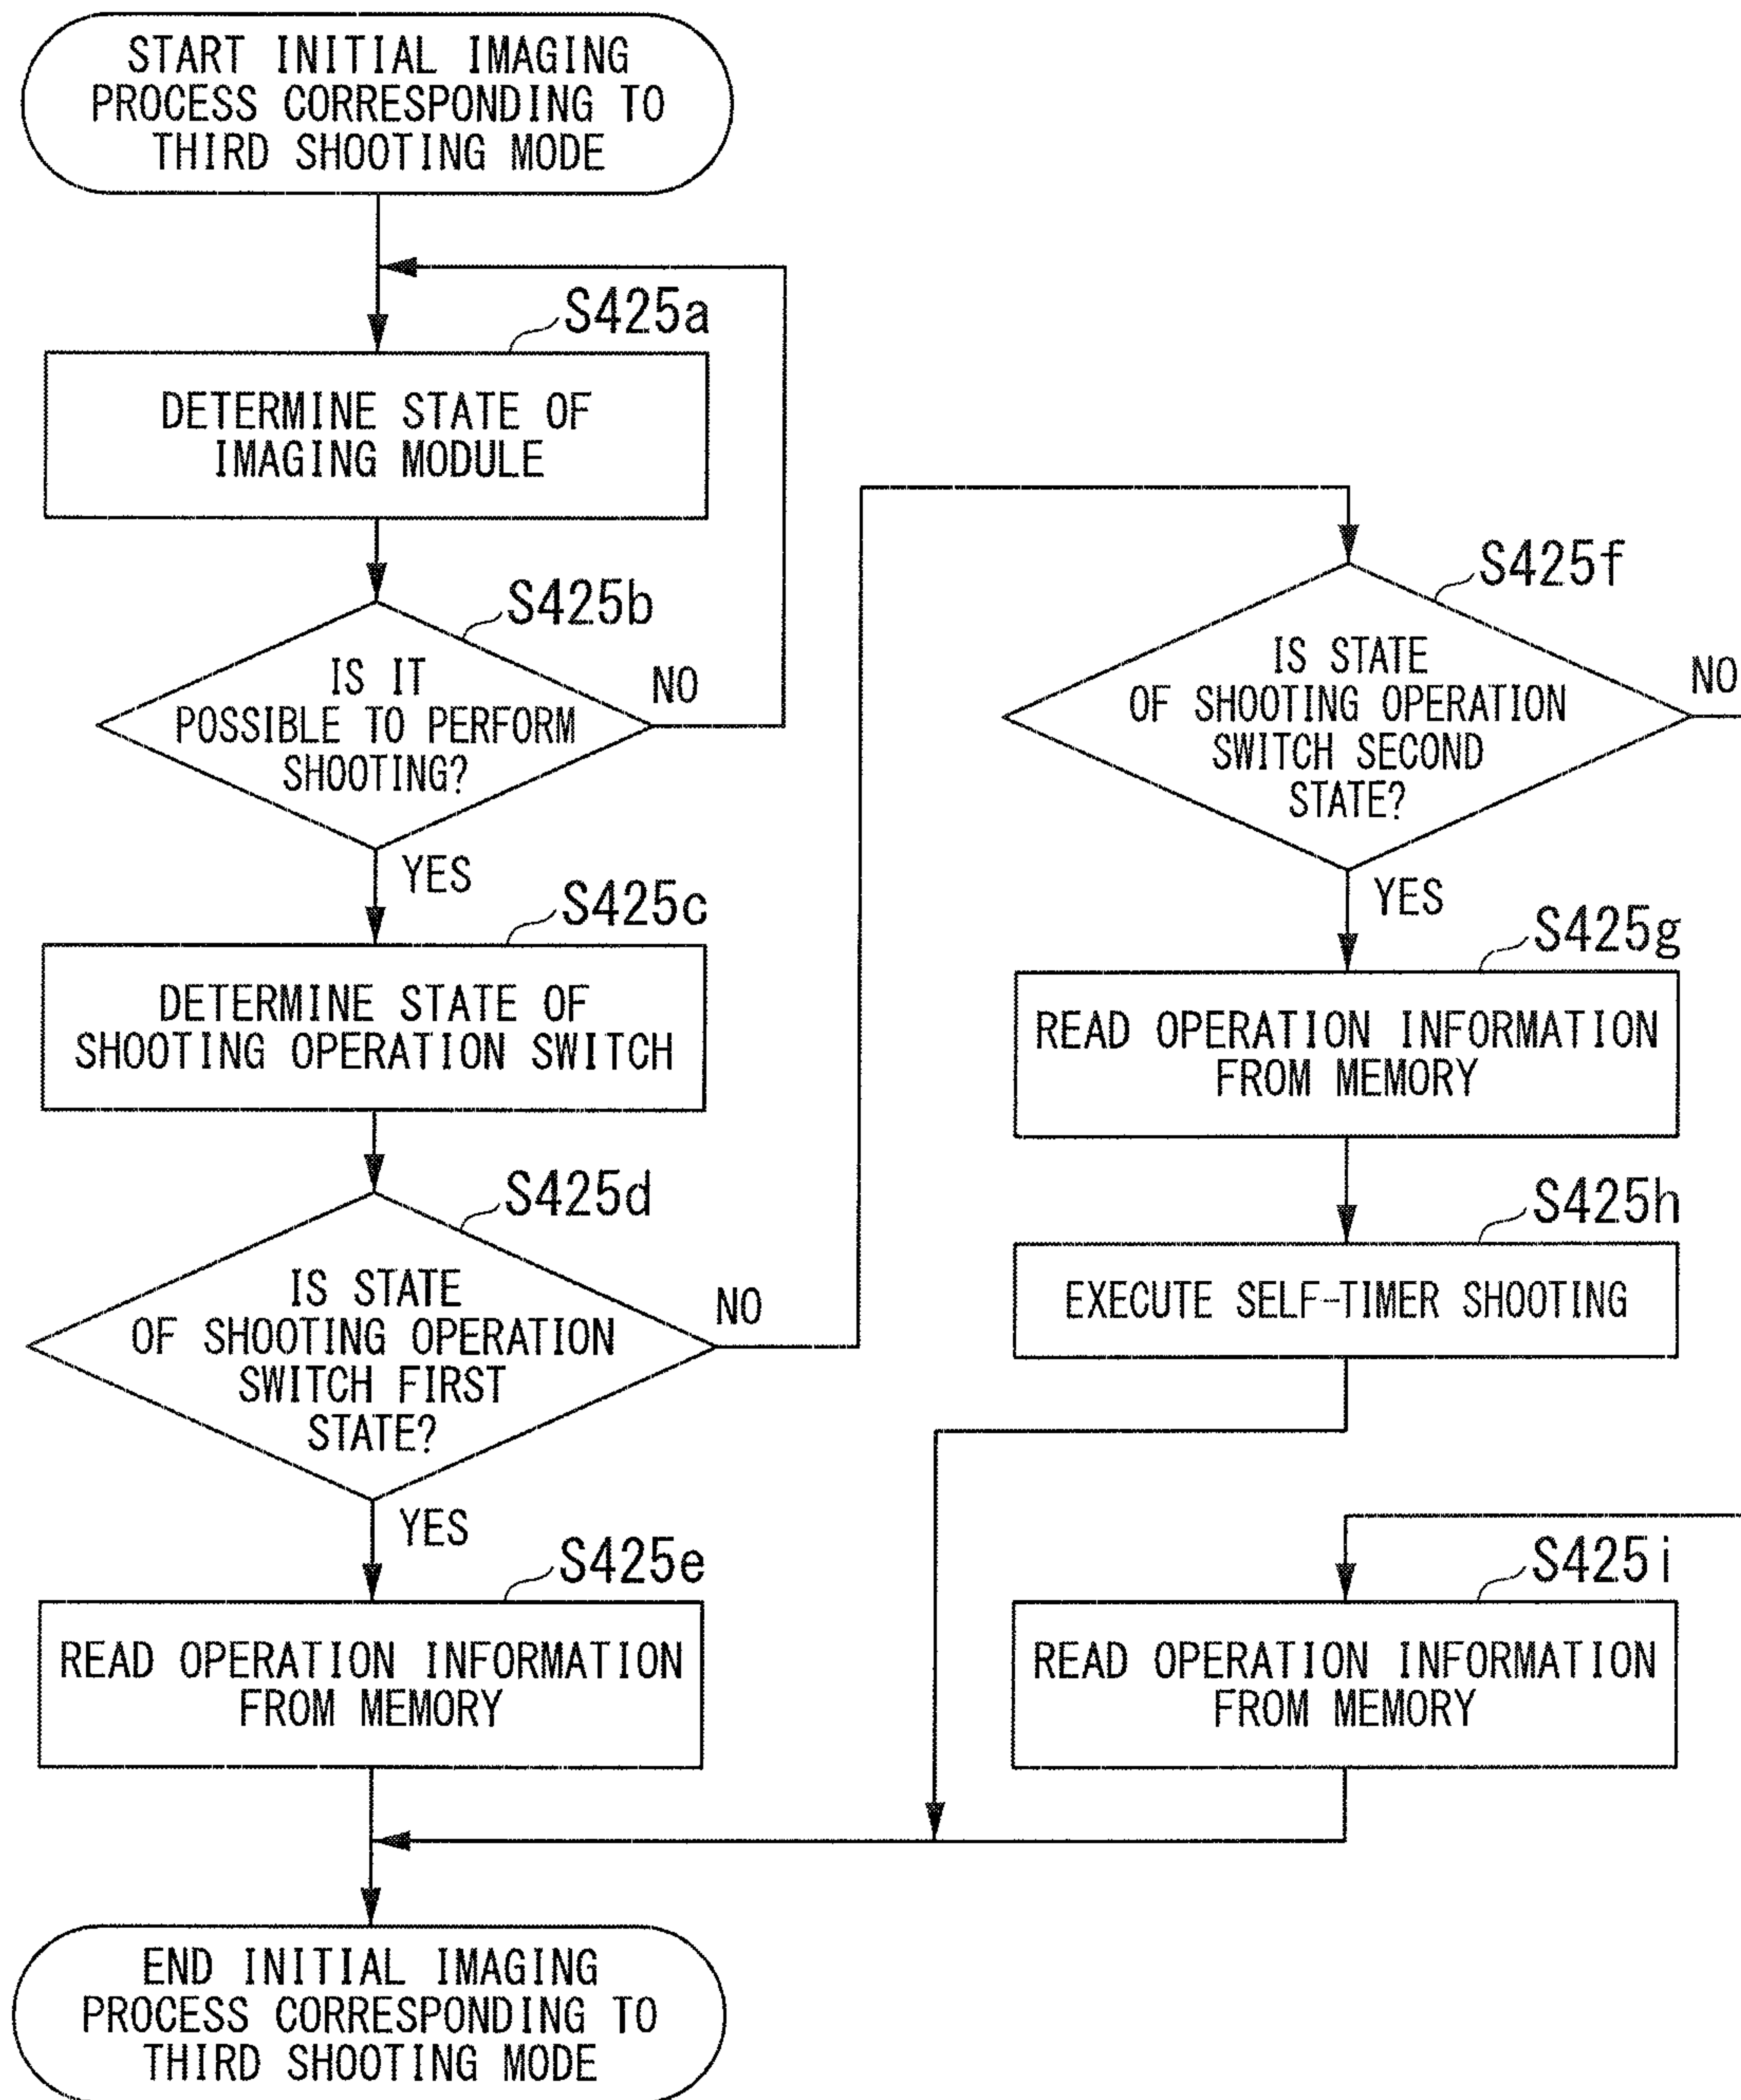 START INITIAL IMAGING
PROCESS CORRESPONDING TO
THIRD SHOOTING MODE
S425a
DETERMINE STATE OF
IMAGING MODULE
S425b
IS IT
POSSIBLE TO PERFORM
SHOOTING?
NO
YES
S425c
DETERMINE STATE OF
SHOOTING OPERATION SWITCH
S425d
IS STATE
OF SHOOTING OPERATION
SWITCH FIRST
STATE?
NO
YES
S425e
READ OPERATION INFORMATION
FROM MEMORY
S425f
IS STATE
OF SHOOTING OPERATION
SWITCH SECOND
STATE?
NO
YES
S425g
READ OPERATION INFORMATION
FROM MEMORY
S425h
EXECUTE SELF-TIMER SHOOTING
S425i
READ OPERATION INFORMATION
FROM MEMORY
END INITIAL IMAGING
PROCESS CORRESPONDING TO
THIRD SHOOTING MODE